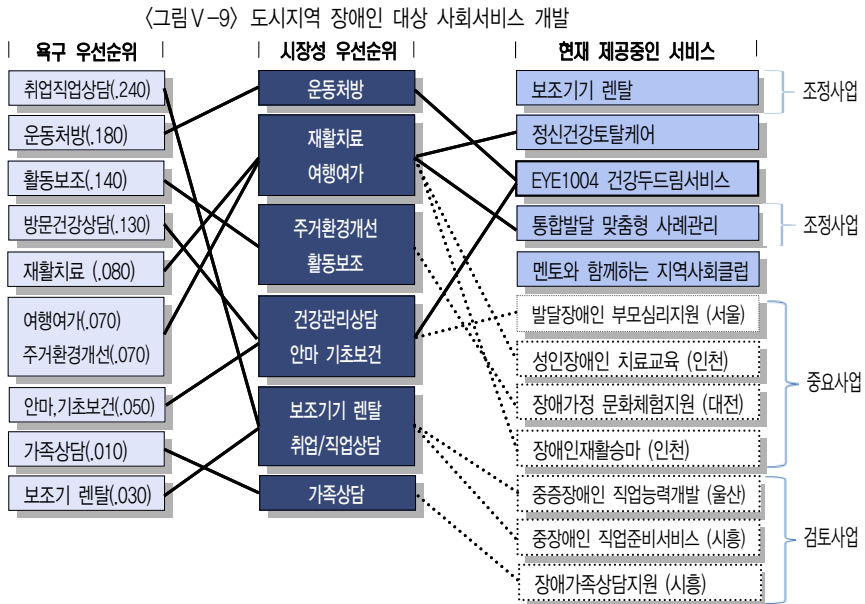 〈그림Ⅴ-9〉 도시지역 장애인 대상 사회서비스 개발
욕구 우선순위
취업직업상담(.240)
운동처방(.180)
활동보조(.140)
방문건강상담(.130)
재활치료 (.080)
여행여가(.070)
주거환경개선(.070)
안마,기초보건(.050)
가족상담(.010)
보조기 렌탈(.030)
시장성 우선순위
운동처방
재활치료
여행여가
주거환경개선
활동보조
건강관리상담
안마 기초보건
보조기기 렌탈
취업/직업상담
가족상담
현재 제공중인 서비스
보조기기 렌탈
정신건강토탈케어
EYE1004 건강두드림서비스
통합발달 맞춤형 사례관리
멘토와 함께하는 지역사회클럽
발달장애인 부모심리지원 (서울)
성인장애인 치료교육 (인천)
장애가정 문화체험지원 (대전)
장애인재활승마 (인천)
중증장애인 직업능력개발 (울산)
중장애인 직업준비서비스 (시흥)
장애가족상담지원 (시흥)
조정사업
조정사업
중요사업
검토사업